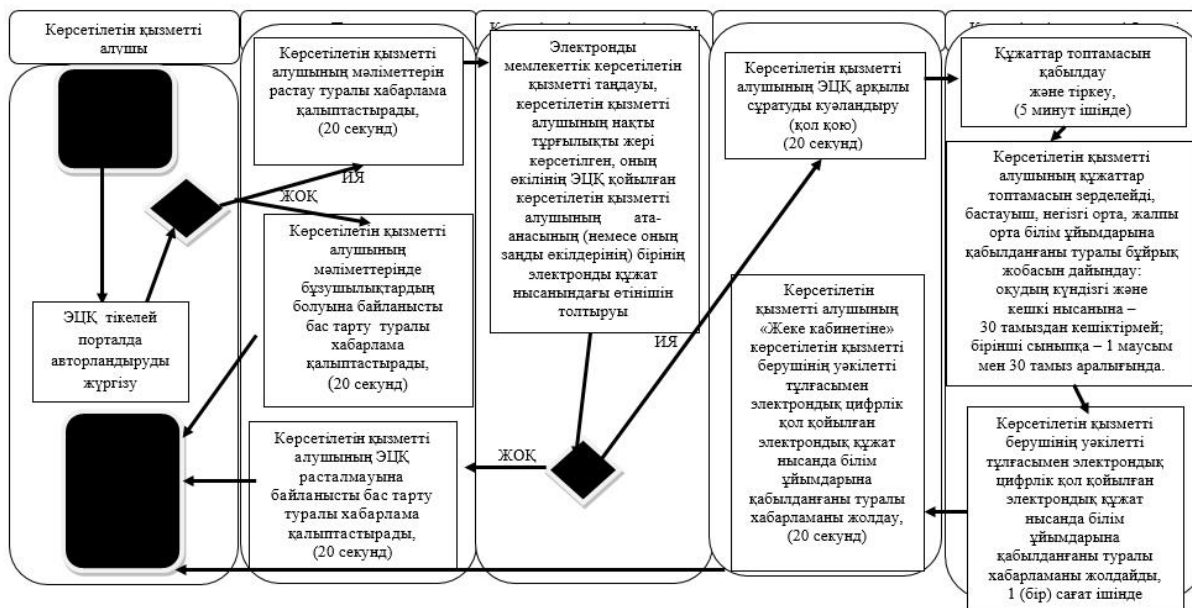 Көрсетілетін қызметті
алушы
ЭЦҚ тікелей
порталда
авторландыруды
жүргізу
Көрсетілетін қызметті
алушының мәліметтерін
растау туралы хабарлама
қалыптастырады,
(20 секунд)
ИЯ
ЖОҚ
Көрсетілетін қызметті
алушының
мәліметтерінде
бұзушылықтардың
болуына байланысты
бас тарту туралы
хабарлама
қалыптастырады,
(20 секунд)
Көрсетілетін қызметті
алушының ЭЦҚ
расталмауына
байланысты бас тарту
туралы хабарлама
қалыптастырады,
(20 секунд)
Электронды
мемлекеттік көрсетілетін
қызметті таңдауы,
көрсетілетін қызметті
алушының нақты
тұрғылықты жері
көрсетілген, оның
өкілінің ЭЦҚ қойылған
көрсетілетін қызметті
алушының ата-
анасының (немесе оның
заңды өкілдерінің) бірінің
электронды құжат
нысанындағы өтінішін
толтыруы
ЖОҚ
ИЯ
Көрсетілетін қызметті
алушының ЭЦҚ арқылы
сұратуды куәландыру
(қол қою)
(20 секунд)
Көрсетілетін
қызметті алушының
«Жеке кабинетіне»
көрсетілетін қызметті
берушінің уәкілетті
тұлғасымен
электрондық цифрлік
қол қойылған
электрондық құжат
нысанда білім
ұйымдарына
қабылданғаны туралы
хабарламаны жолдау,
(20 секунд)
Құжаттар топтамасын
қабылдау
және тіркеу,
(5 минут ішінде)
Көрсетілетін қызметті
алушының құжаттар
топтамасын зерделейді,
бастауыш, негізгі орта, жалпы
орта білім ұйымдарына
қабылданғаны туралы бұйрық
жобасын дайындау:
оқудың күндізгі және
кешкі нысанына –
30 тамыздан кешіктірмей;
бірінші сыныпқа – 1 маусым
мен 30 тамыз аралығында.
Көрсетілетін қызметті
берушінің уәкілетті
тұлғасымен электрондық
цифрлік қол қойылған
электрондық құжат
нысанда білім
ұйымдарына
қабылданғаны туралы
хабарламаны жолдайды,
1 (бір) сағат ішінде